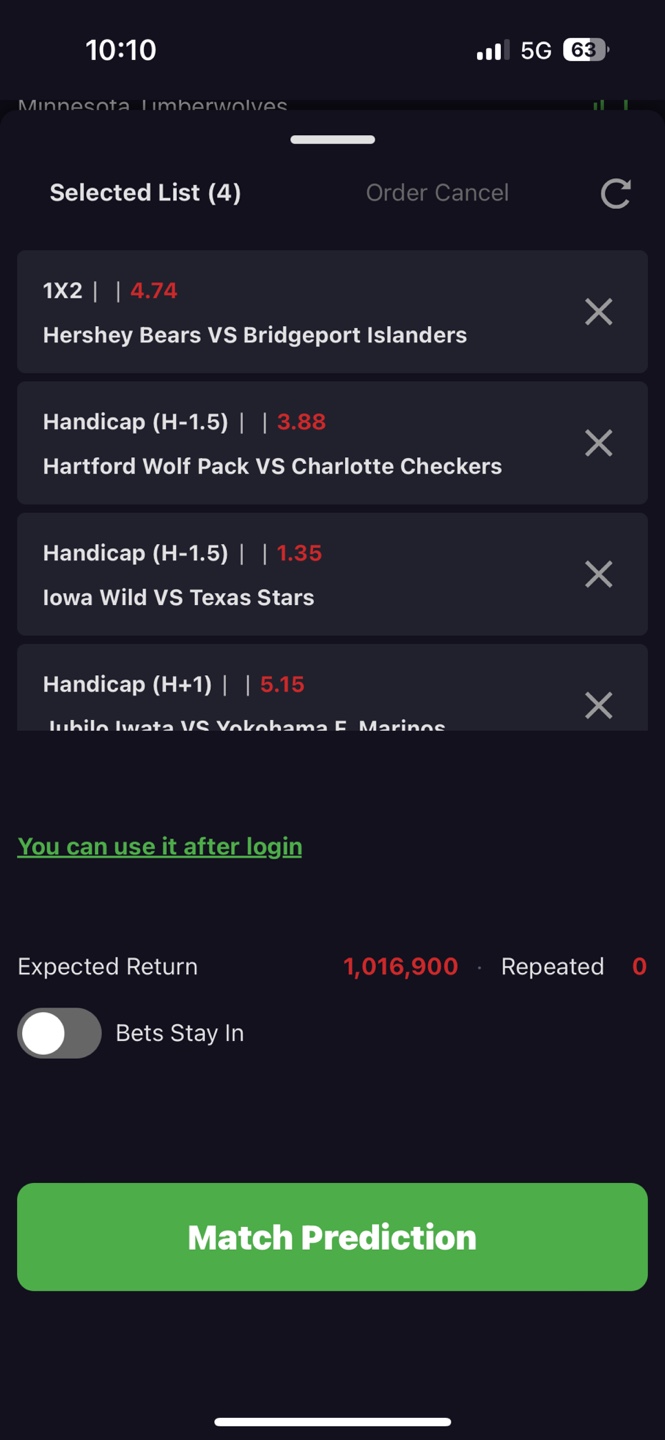 10:10
5G
63
Minnesota Timberwolves
Selected List (4)
Order Cancel
1X2 | | 4.74
Hershey Bears VS Bridgeport Islanders
Handicap (H-1.5) | | 3.88
Hartford Wolf Pack VS Charlotte Checkers
Handicap (H-1.5) | | 1.35
Iowa Wild VS Texas Stars
Handicap (H+1) | | 5.15
Jubilo Iwata VS Yokohama F. Marinos
You can use it after login
Expected Return 1,016,900 · Repeated 0
Bets Stay In
Match Prediction